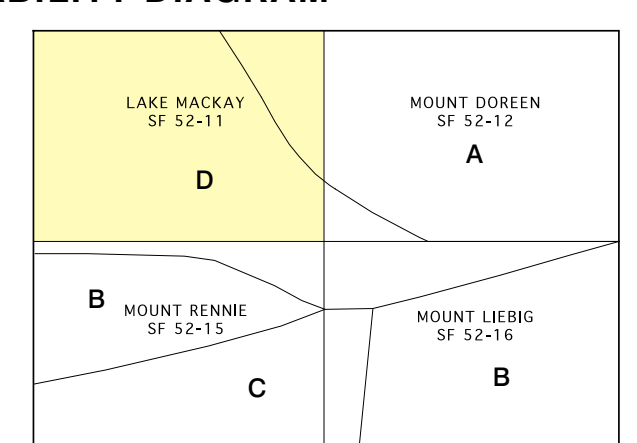 DIAGRAM
LAKE MACKAY
SF 52-11
D
MOUNT DOREEN
SF 52-12
A
B
MOUNT RENNIE
SF 52-15
C
MOUNT LIEBIG
SF 52-16
B